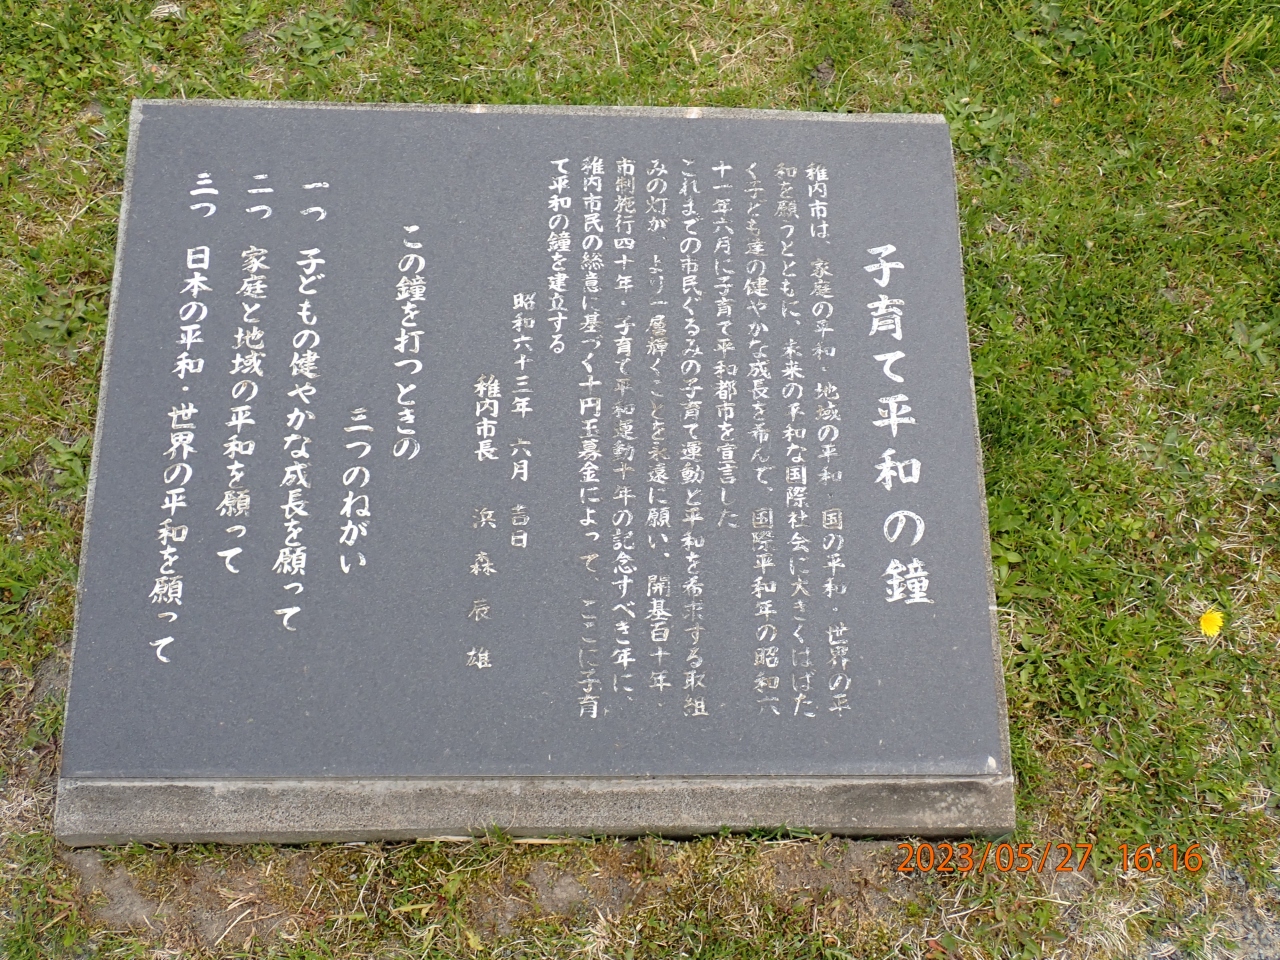 子育て平和の鐘
稚内市は、家庭の平和・地域の平和・国の平和・世界の平
和を願うとともに、未来の平和な国際社会に大きくはばた
く子ども達の健やかな成長を希んで、国際平和年の昭和六
十一年六月に子育て平和都市を宣言した
これまでの市民ぐるみの子育て運動と平和を希求する取組
みの灯が、より一層輝くことを永遠に願い、開基百十年、
市制施行四十年・子育て平和運動十年の記念すべき年に、
稚内市民の総意に基づく十円玉募金によって、ここに子育
て平和の鐘を建立する
昭和六十三年 六月 吉日
稚内市長 浜森辰雄
この鐘を打つときの
三つのねがい
一つ 子どもの健やかな成長を願って
二つ 家庭と地域の平和を願って
三つ 日本の平和・世界の平和を願って
2023/05/27 16:16